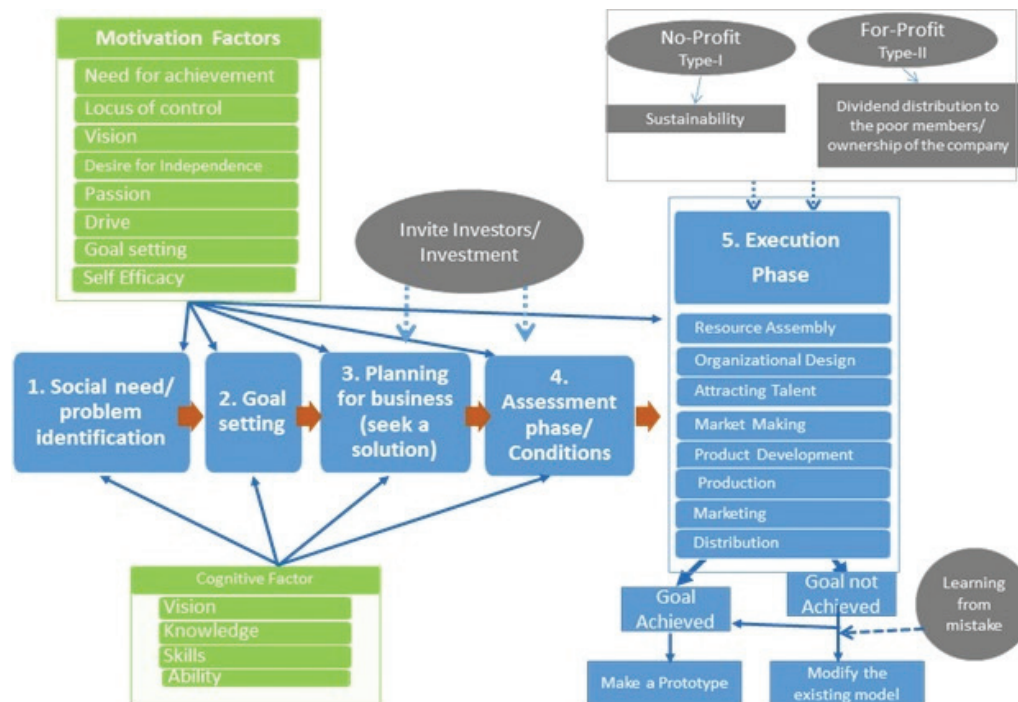 Motivation Factors
Need for achievement
Locus of control
Vision
Desire for Independence
Passion
Drive
Goal setting
Self Efficacy
No-Profit
Type-I
For-Profit
Type-II
Sustainability
Dividend distribution to
the poor members/
ownership of the company
Invite Investors/
Investment
1. Social need/
problem
identification
2. Goal
setting
3. Planning
for business
(seek a
solution)
4.
Assessment
phase/
Conditions
5. Execution
Phase
Resource Assembly
Organizational Design
Attracting Talent
Market Making
Product Development
Production
Marketing
Distribution
Cognitive Factor
Vision
Knowledge
Skills
Ability
Goal
Achieved
Goal not
Achieved
Learning
from
mistake
Make a Prototype
Modify the
existing model